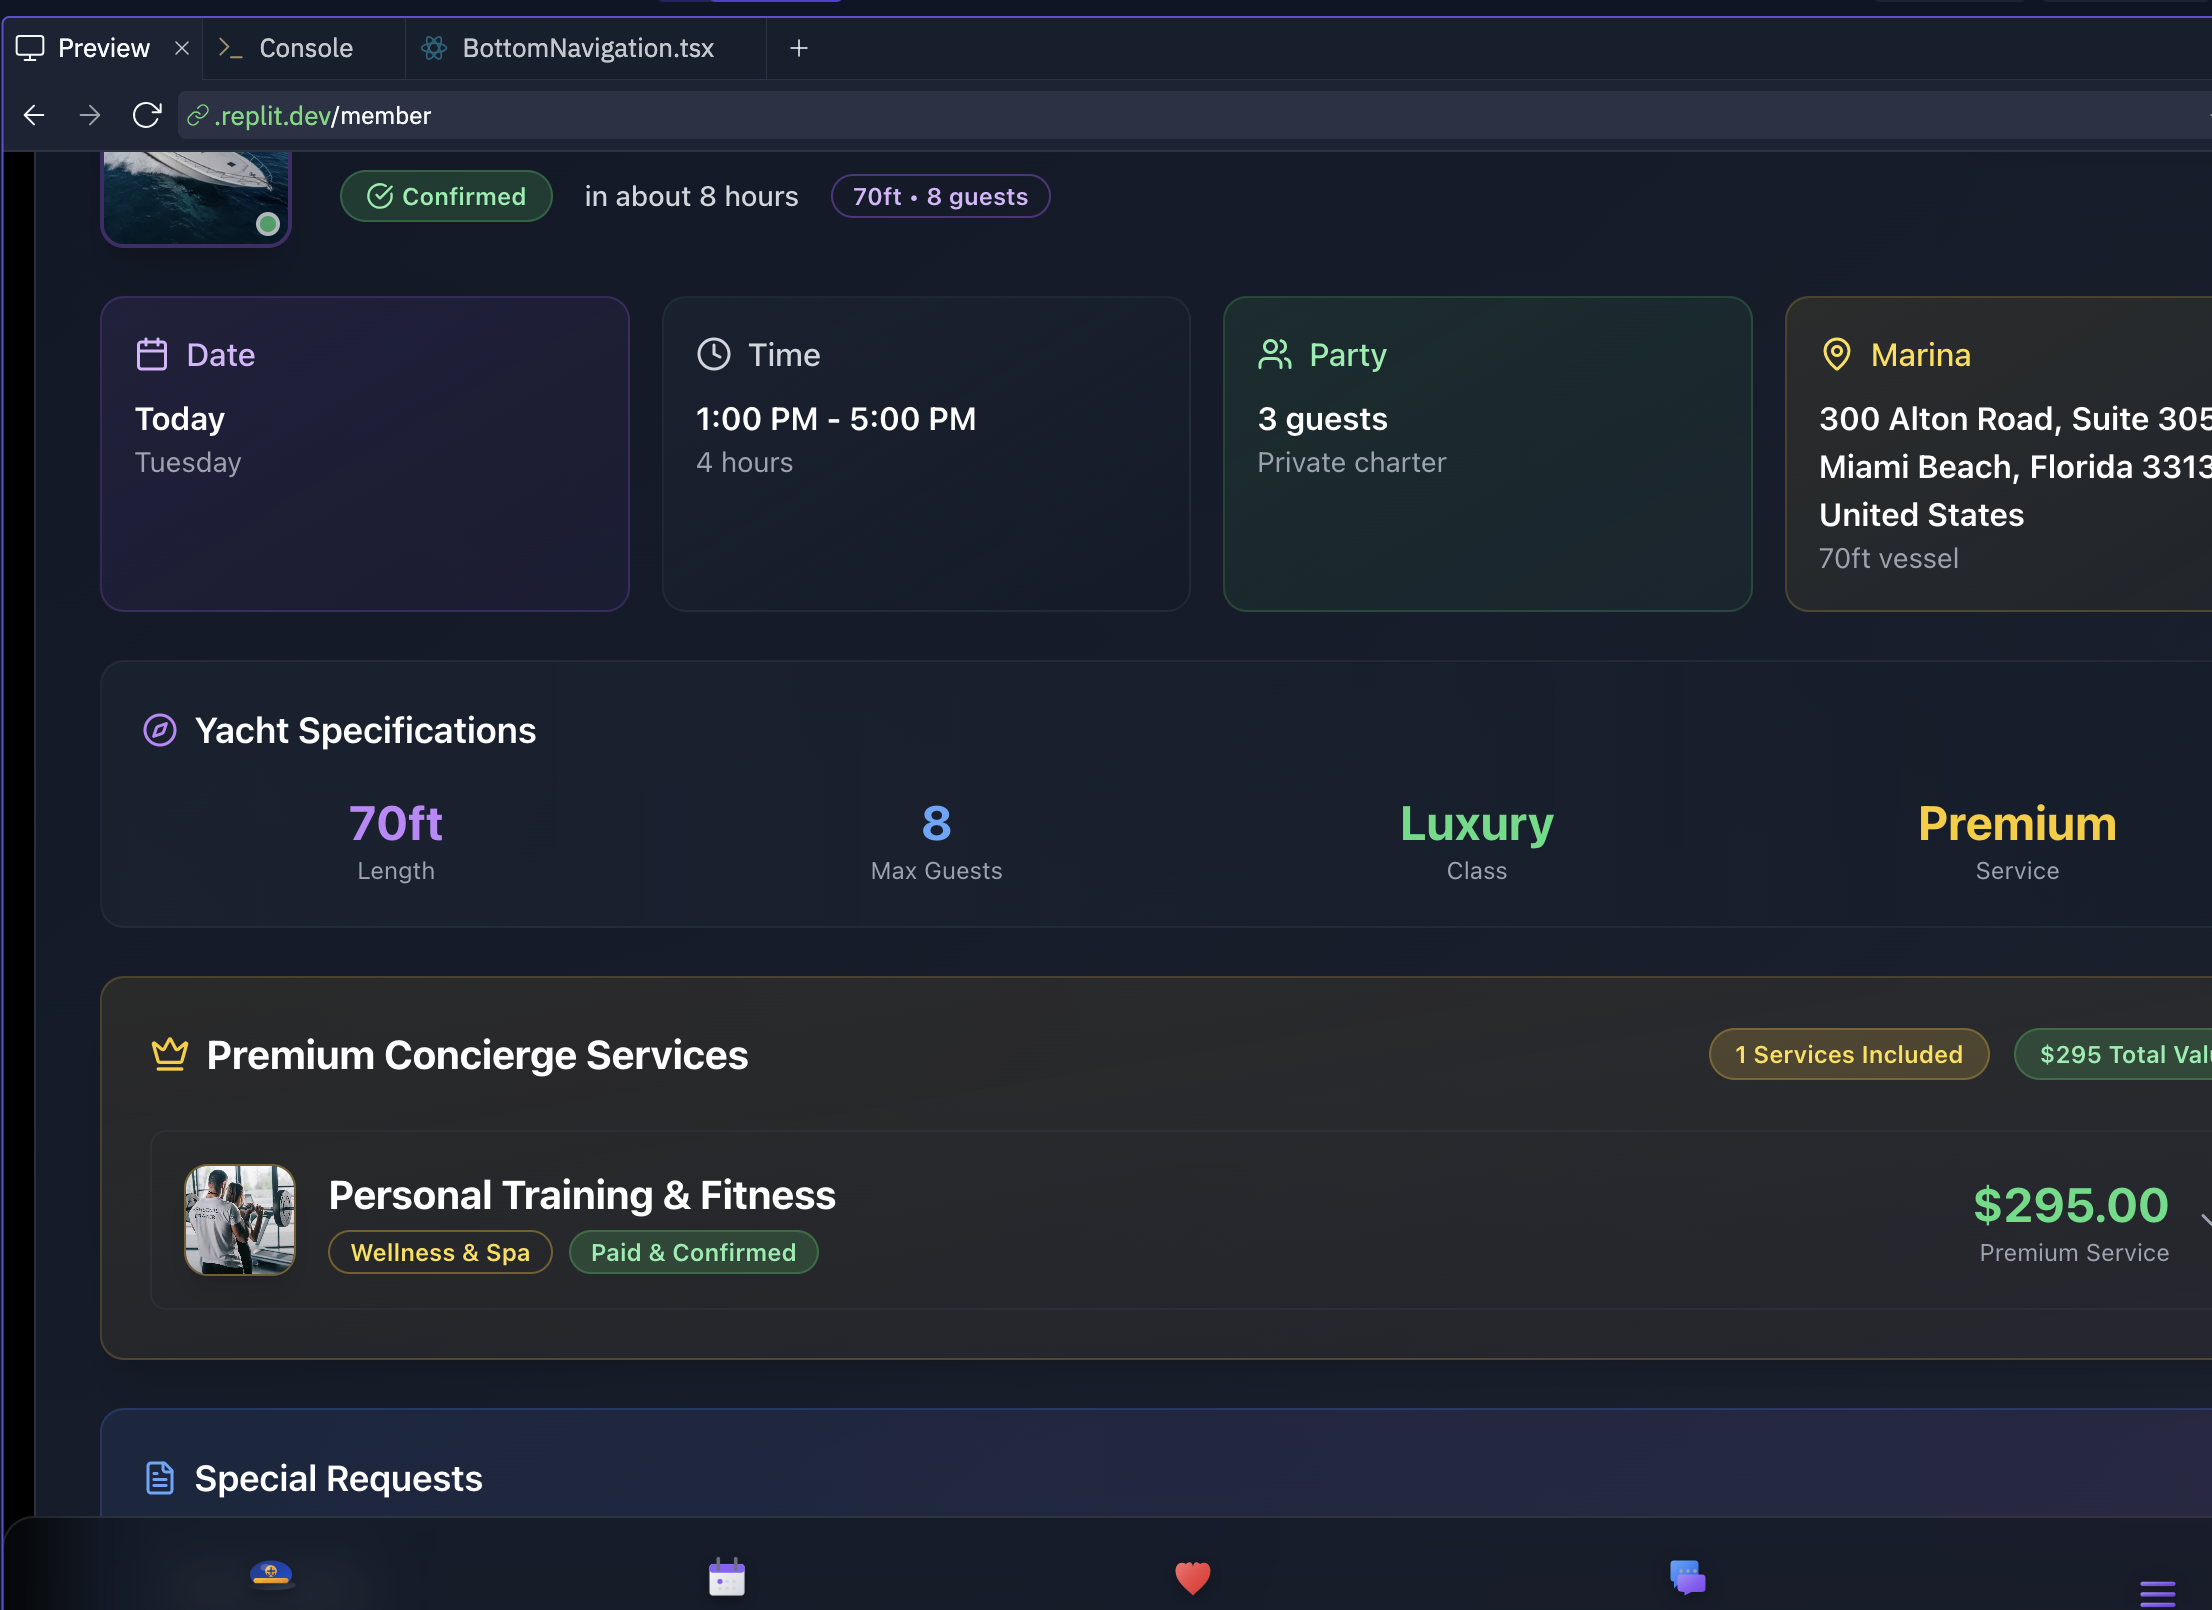 Preview
Console
BottomNavigation.tsx
.replit.dev/member
Confirmed
in about 8 hours
70ft • 8 guests
Date
Today
Tuesday
Time
1:00 PM - 5:00 PM
4 hours
Party
3 guests
Private charter
Marina
300 Alton Road, Suite 305
Miami Beach, Florida 3313
United States
70ft vessel
Yacht Specifications
70ft
Length
8
Max Guests
Luxury
Class
Premium
Service
Premium Concierge Services
1 Services Included
$295 Total
Personal Training & Fitness
Wellness & Spa
Paid & Confirmed
$295.00
Premium Service
Special Requests